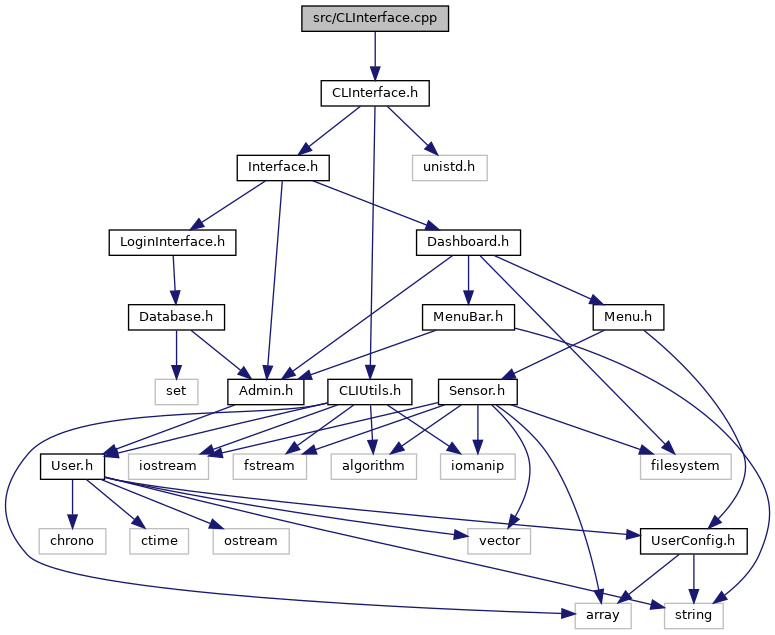 src/CLInterface.cpp
CLInterface.h
Interface.h
unistd.h
LoginInterface.h
Dashboard.h
Database.h
MenuBar.h
Menu.h
set
Admin.h
CLIUtils.h
Sensor.h
User.h
iostream
fstream
algorithm
iomanip
filesystem
chrono
ctime
ostream
vector
UserConfig.h
array
string